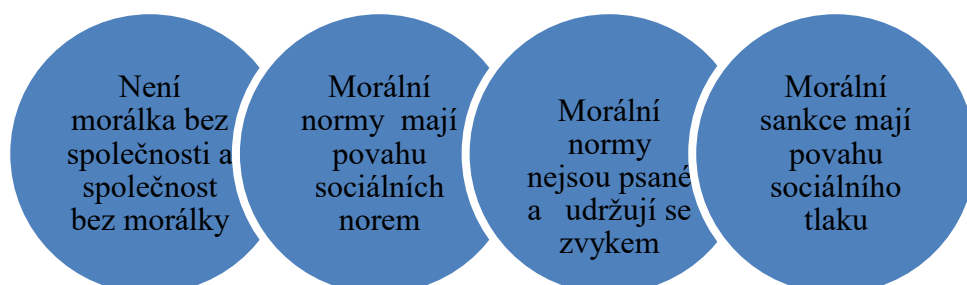 Není
morálka bez
společnosti a
společnost
bez morálky
Morální
normy  mají
povahu
sociálních
norem
Morální
normy
nejsou psané
a   udržují se
zvykem
Morální
sankce mají
povahu
sociálního
tlaku